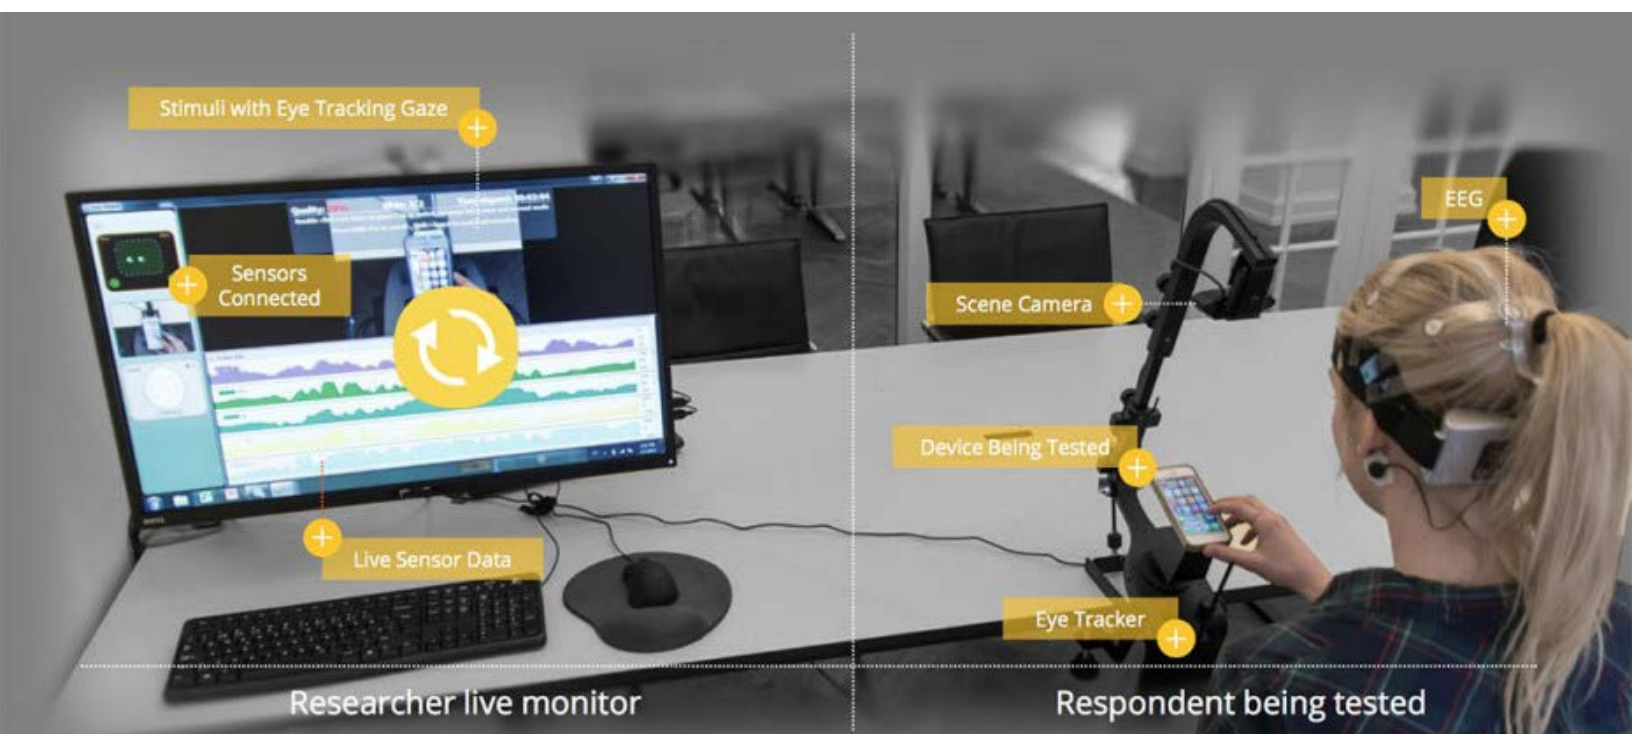 Stimuli with Eye Tracking Gaze
Sensors
Connected
Live Sensor Data
Researcher live monitor
EEG
Scene Camera
Device Being Tested
Eye Tracker
Respondent being tested